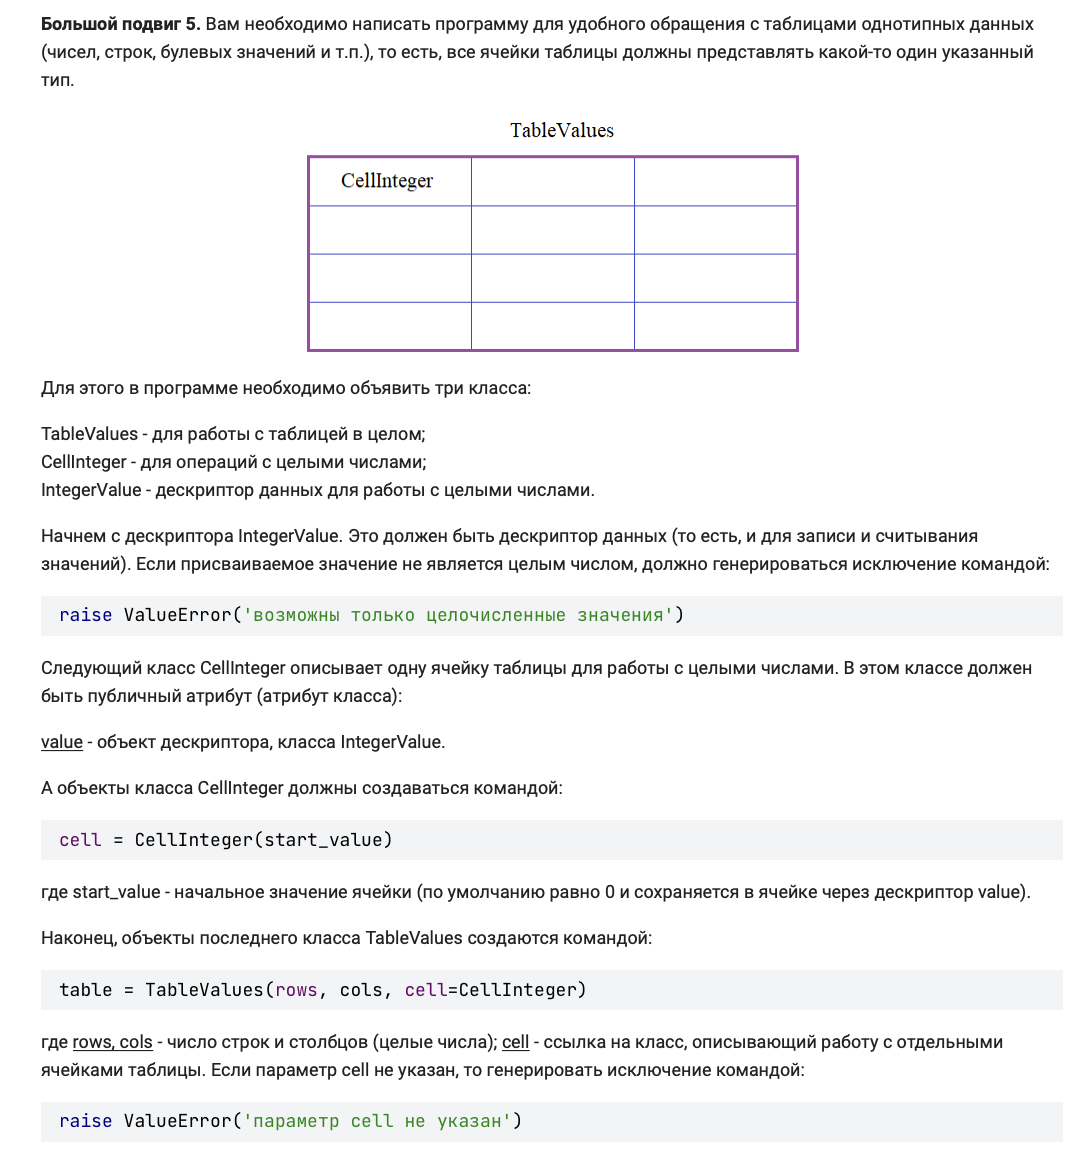 Большой подвиг 5. Вам необходимо написать программу для удобного обращения с таблицами однотипных данных
(чисел, строк, булевых значений и т.п.), то есть, все ячейки таблицы должны представлять какой-то один указанный
тип.
TableValues
CellInteger
Для этого в программе необходимо объявить три класса:
TableValues - для работы с таблицей в целом;
CellInteger - для операций с целыми числами;
IntegerValue - дескриптор данных для работы с целыми числами.
Начнем с дескриптора IntegerValue. Это должен быть дескриптор данных (то есть, и для записи и считывания
значений). Если присваиваемое значение не является целым числом, должно генерироваться исключение командой:
raise ValueError('возможны только целочисленные значения')
Следующий класс CellInteger описывает одну ячейку таблицы для работы с целыми числами. В этом классе должен
быть публичный атрибут (атрибут класса):
value - объект дескриптора, класса IntegerValue.
А объекты класса CellInteger должны создаваться командой:
cell = CellInteger(start_value)
где start_value - начальное значение ячейки (по умолчанию равно 0 и сохраняется в ячейке через дескриптор value).
Наконец, объекты последнего класса TableValues создаются командой:
table = TableValues(rows, cols, cell=CellInteger)
где rows, cols - число строк и столбцов (целые числа); cell - ссылка на класс, описывающий работу с отдельными
ячейками таблицы. Если параметр cell не указан, то генерировать исключение командой:
raise ValueError('параметр cell не указан')